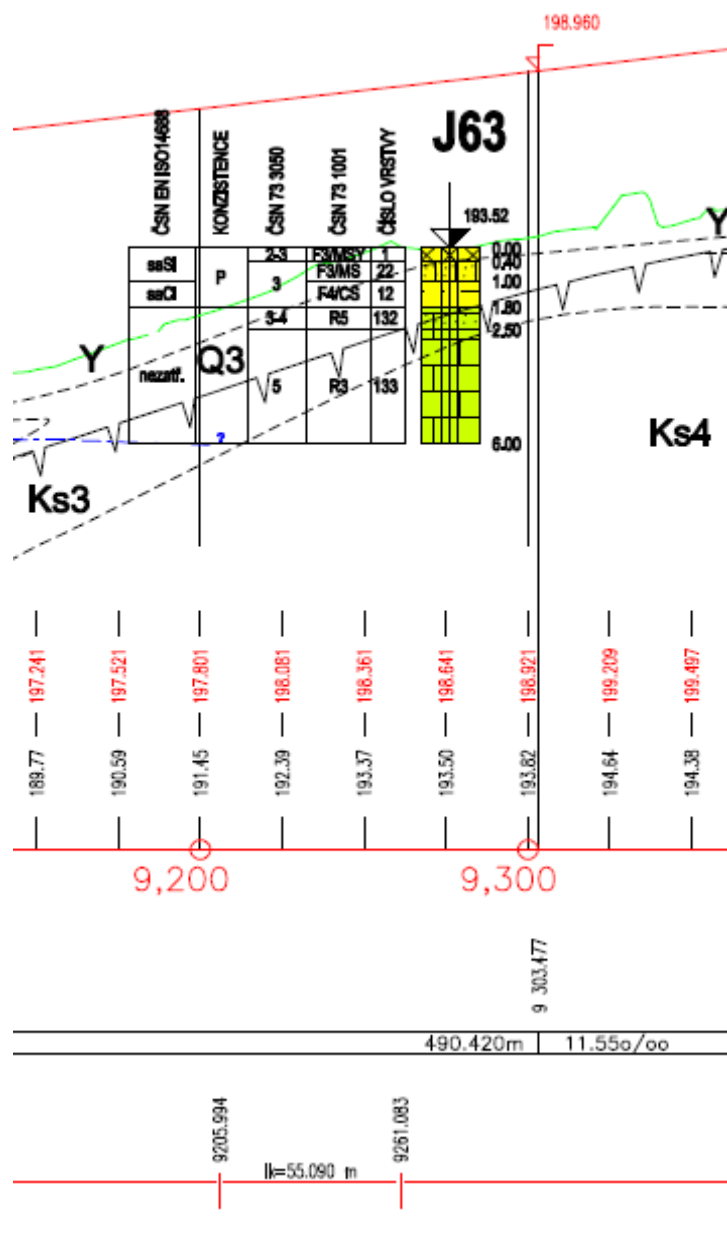 198.960
J63
ČSN EN ISO14688
KONZISTENCE
ČSN 73 3050
ČSN 73 1001
ČÍSLO VRSTVY
193.52
Y
saSi P 2-3 F3/MSY 1 0.00
3 F3/MS 22 0.40
saCl F4/CS 12 1.00
3-4 R5 132 1.80
2.50
Y Q3
nezatř. 5 R3 133
? 6.00
Ks4
Ks3
197.241 197.521 197.801 198.081 198.361 198.641 198.921 199.209 199.497
189.77 190.59 191.45 192.39 193.37 193.50 193.82 194.64 194.38
9,200 9,300
9 303.477
490.420m 11.55o/oo
9205.994 9261.083
lk=55.090 m